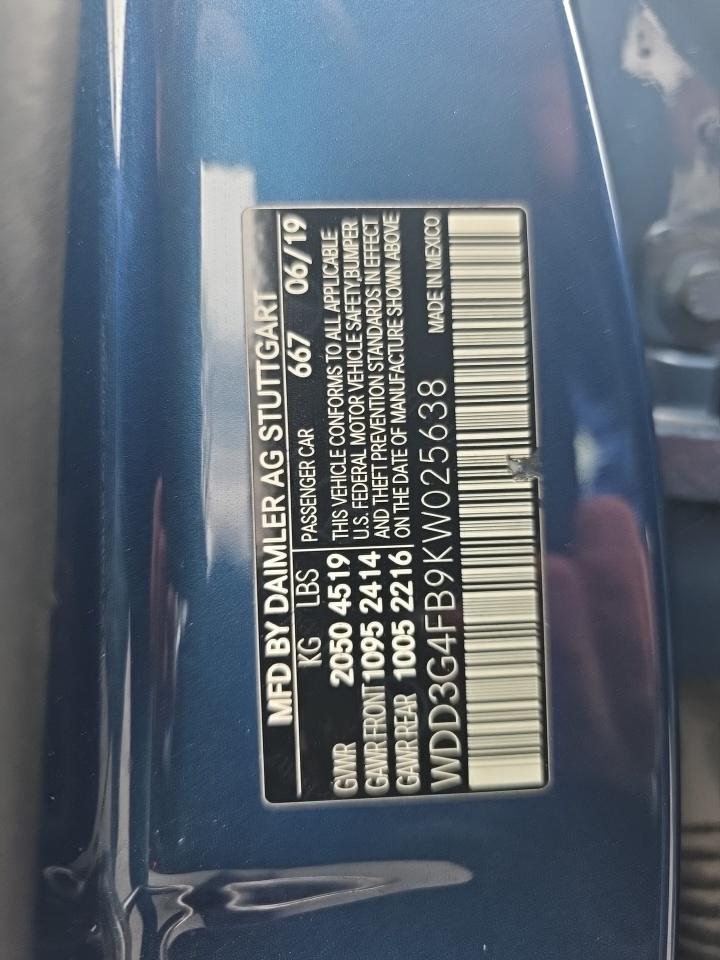 MFD BY DAIMLER AG STUTTGART
KG LBS PASSENGER CAR 667 06/19
GVWR 2050 4519 THIS VEHICLE CONFORMS TO ALL APPLICABLE
GAWR FRONT 1095 2414 U.S. FEDERAL MOTOR VEHICLE SAFETY,BUMPER
GAWR REAR 1005 2216 AND THEFT PREVENTION STANDARDS IN EFFECT
ON THE DATE OF MANUFACTURE SHOWN ABOVE
WDD3G4FB9KW025638 MADE IN MEXICO